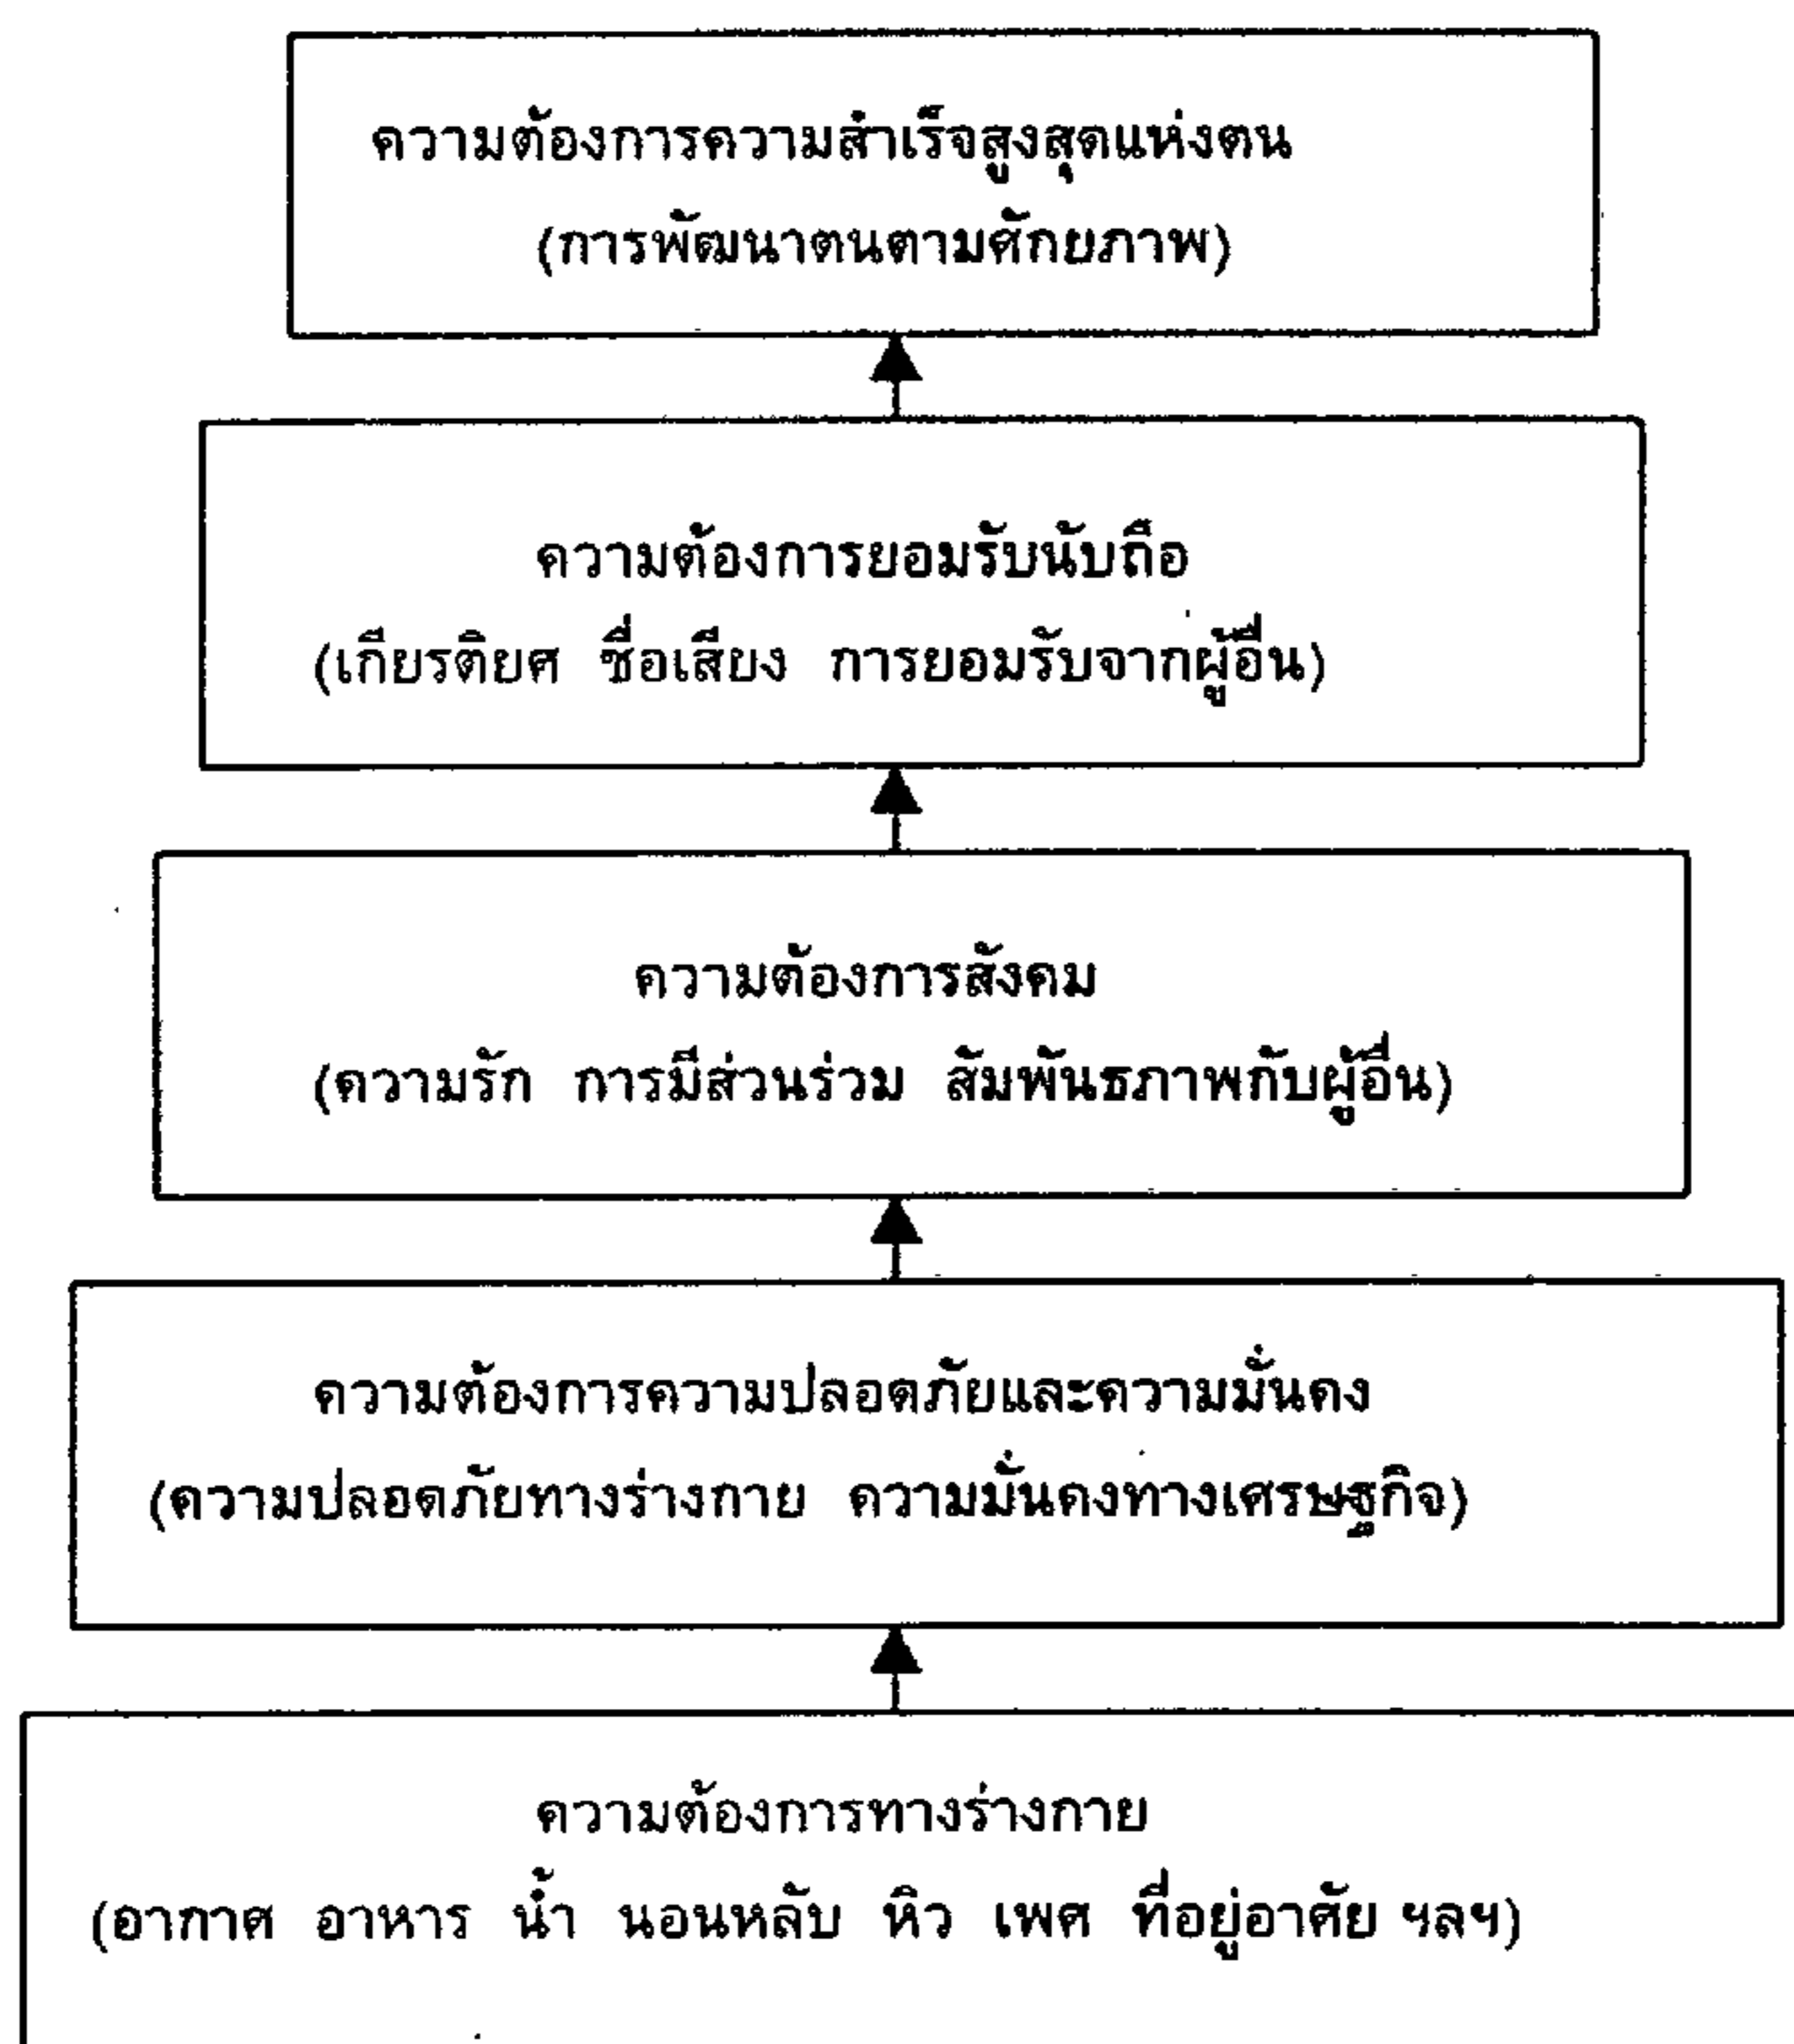 ความต้องการความสำเร็จสูงสุดแห่งตน
(การพัฒนาตนตามศักยภาพ)
ความต้องการยอมรับนับถือ
(เกียรติยศ ชื่อเสียง การยอมรับจากผู้อื่น)
ความต้องการสังคม
(ความรัก การมีส่วนร่วม สัมพันธภาพกับผู้อื่น)
ความต้องการความปลอดภัยและความมั่นคง
(ความปลอดภัยทางร่างกาย ความมั่นคงทางเศรษฐกิจ)
ความต้องการทางร่างกาย
(อากาศ อาหาร น้ำ นอนหลับ หิว เพศ ที่อยู่อาศัย ฯลฯ)